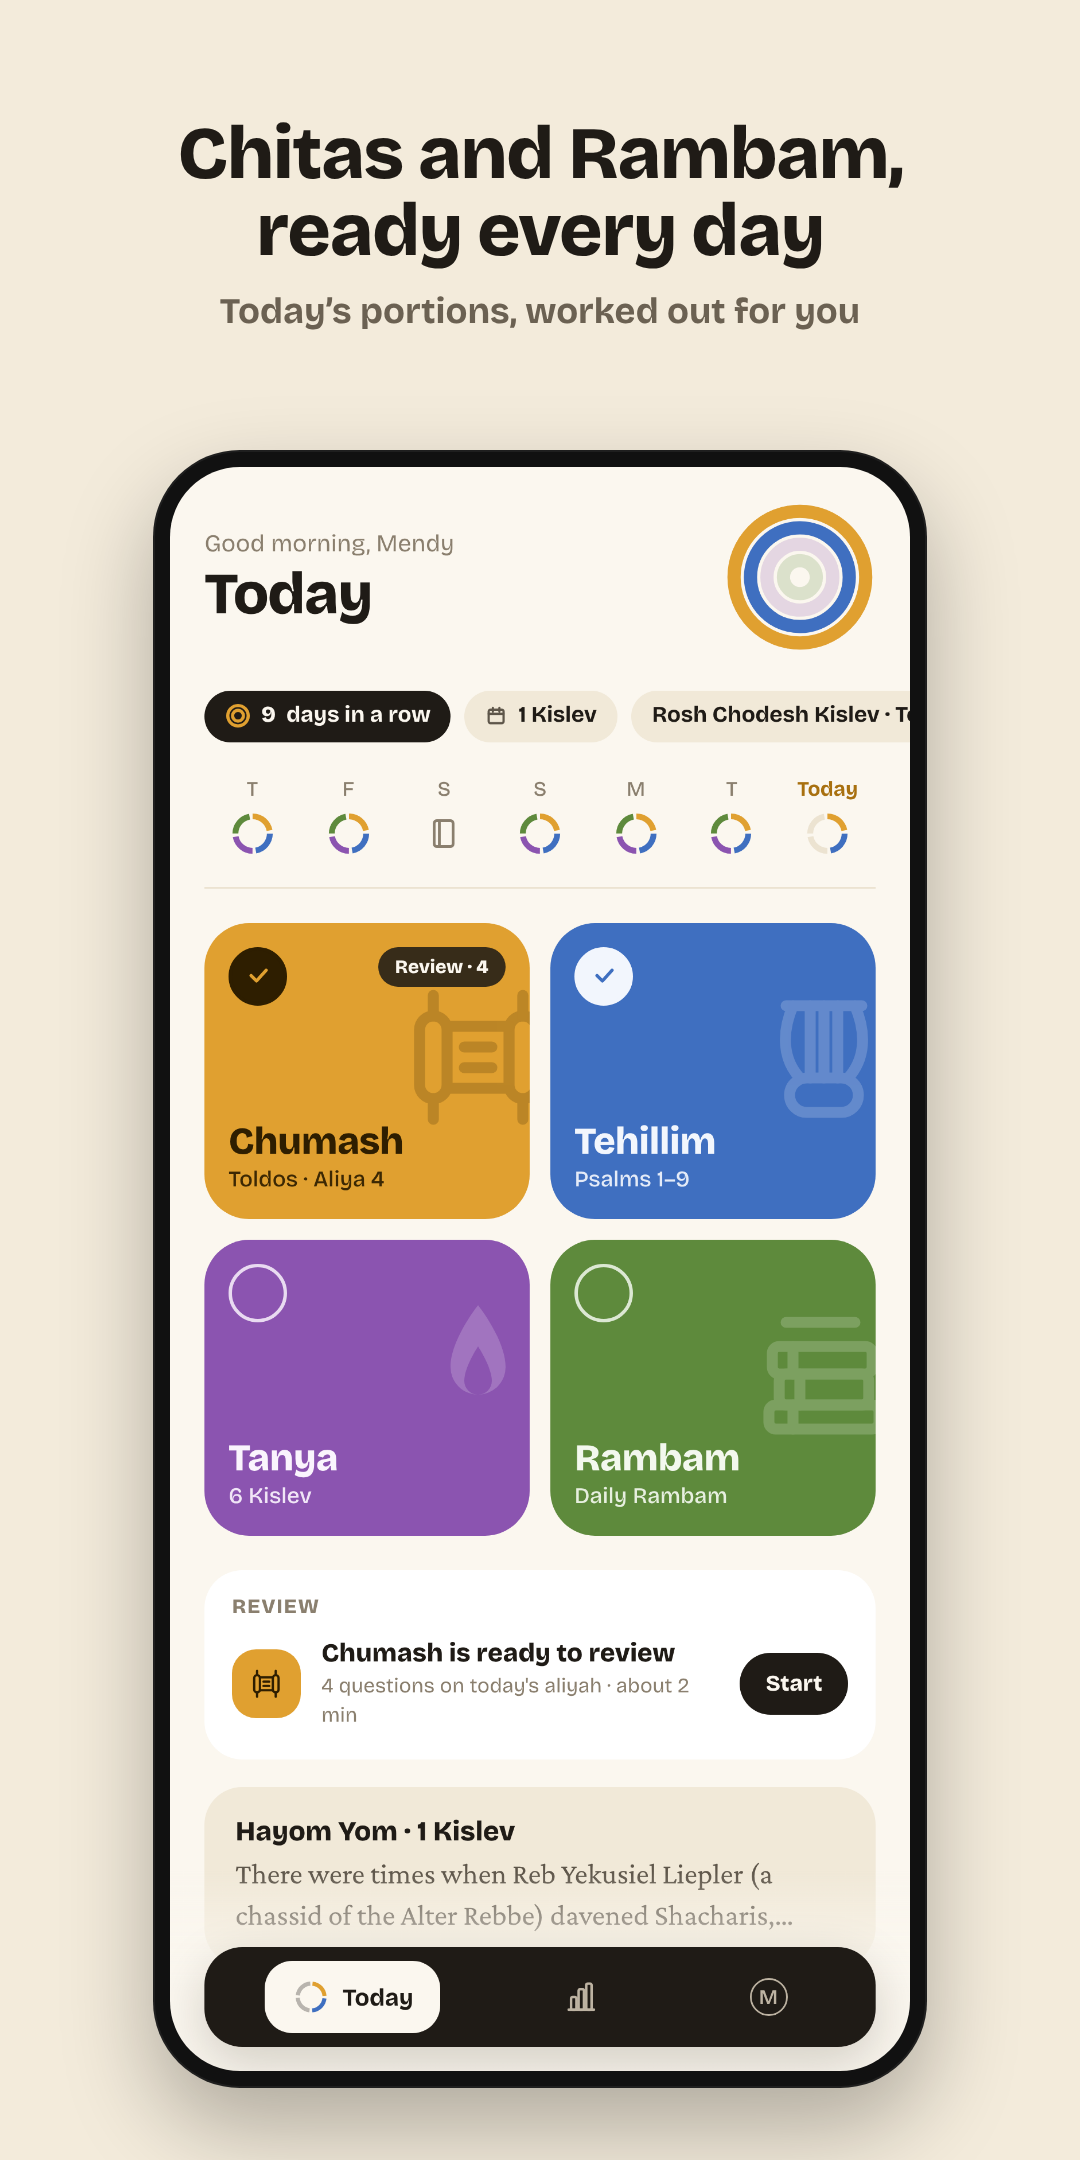 Chitas and Rambam,
ready every day
Today's portions, worked out for you
Good morning, Mendy
Today
9 days in a row
1 Kislev
Rosh Chodesh Kislev ·
T F S S M T Today
Review · 4
Chumash
Toldos · Aliya 4
Tehillim
Psalms 1–9
Tanya
6 Kislev
Rambam
Daily Rambam
REVIEW
Chumash is ready to review
4 questions on today's aliyah · about 2
min
Start
Hayom Yom · 1 Kislev
There were times when Reb Yekusiel Liepler (a
chassid of the Alter Rebbe) davened Shacharis,...
Today
M